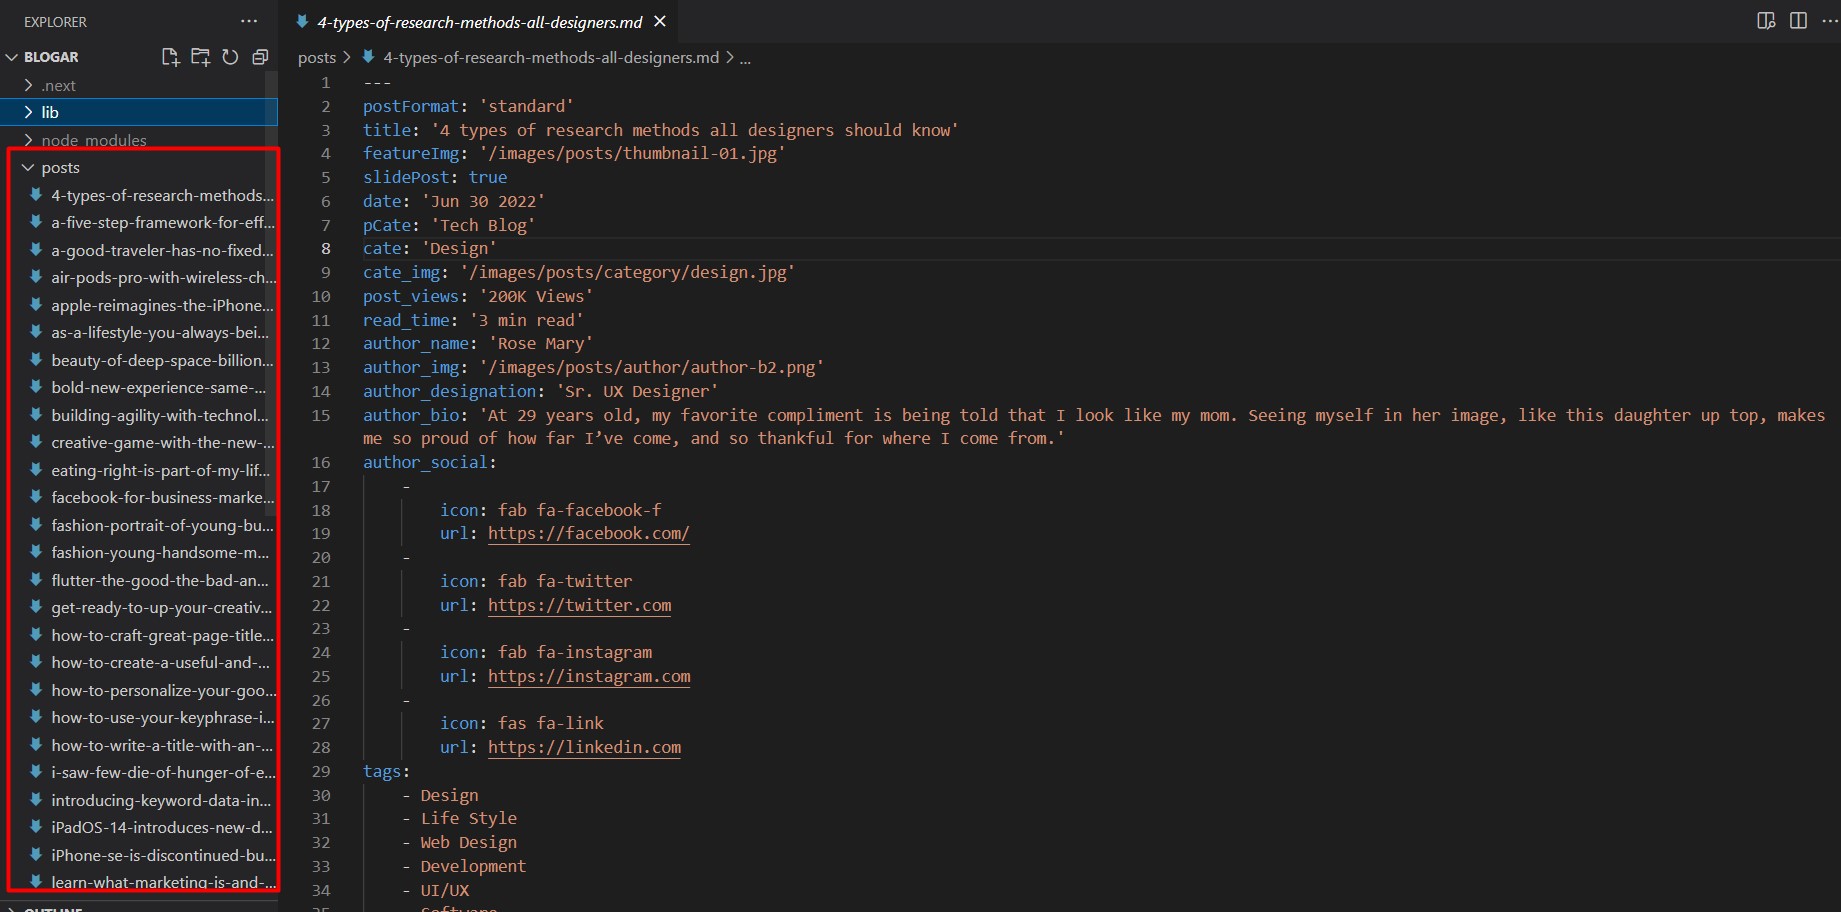 EXPLORER
BLOGAR
.next
lib
node_modules
posts
4-types-of-research-methods...
a-five-step-framework-for-eff...
a-good-traveler-has-no-fixed...
air-pods-pro-with-wireless-ch...
apple-reimagines-the-iPhone...
as-a-lifestyle-you-always-bei...
beauty-of-deep-space-billion...
bold-new-experience-same-...
building-agility-with-technol...
creative-game-with-the-new-...
eating-right-is-part-of-my-lif...
facebook-for-business-marke...
fashion-portrait-of-young-bu...
fashion-young-handsome-m...
flutter-the-good-the-bad-an...
get-ready-to-up-your-creativ...
how-to-craft-great-page-title...
how-to-create-a-useful-and-...
how-to-personalize-your-goo...
how-to-use-your-keyphrase-i...
how-to-write-a-title-with-an-...
i-saw-few-die-of-hunger-of-e...
introducing-keyword-data-in...
iPadOS-14-introduces-new-d...
iPhone-se-is-discontinued-bu...
learn-what-marketing-is-and-...
OUTLINE
4-types-of-research-methods-all-designers.md
posts > 4-types-of-research-methods-all-designers.md > ...
1 ---
2 postFormat: 'standard'
3 title: '4 types of research methods all designers should know'
4 featureImg: '/images/posts/thumbnail-01.jpg'
5 slidePost: true
6 date: 'Jun 30 2022'
7 pCate: 'Tech Blog'
8 cate: 'Design'
9 cate_img: '/images/posts/category/design.jpg'
10 post_views: '200K Views'
11 read_time: '3 min read'
12 author_name: 'Rose Mary'
13 author_img: '/images/posts/author/author-b2.png'
14 author_designation: 'Sr. UX Designer'
15 author_bio: 'At 29 years old, my favorite compliment is being told that I look like my mom. Seeing myself in her image, like this daughter up top, makes
me so proud of how far I’ve come, and so thankful for where I come from.'
16 author_social:
17 -
18 icon: fab fa-facebook-f
19 url: https://facebook.com/
20 -
21 icon: fab fa-twitter
22 url: https://twitter.com
23 -
24 icon: fab fa-instagram
25 url: https://instagram.com
26 -
27 icon: fas fa-link
28 url: https://linkedin.com
29 tags:
30 - Design
31 - Life Style
32 - Web Design
33 - Development
34 - UI/UX
35 - Software